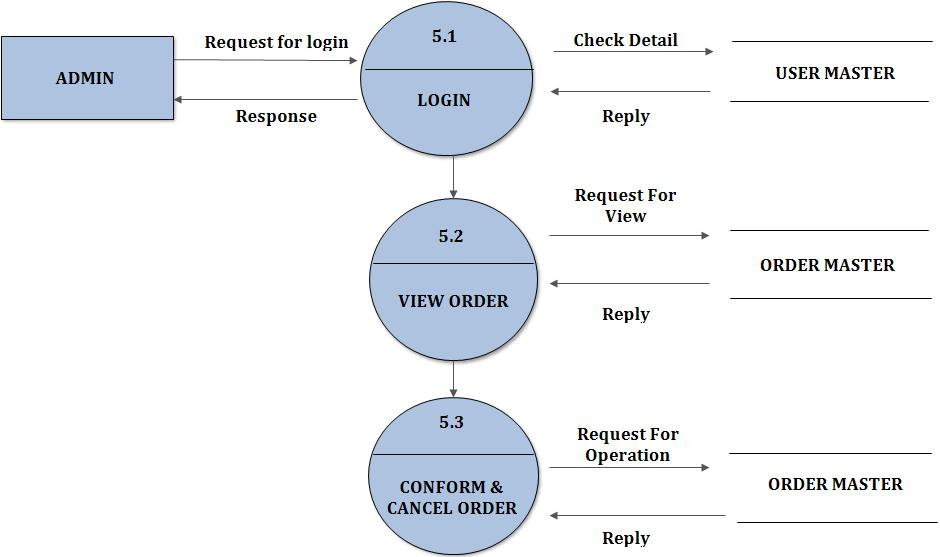 Request for login
ADMIN
Response
5.1
LOGIN
Check Detail
USER MASTER
Reply
5.2
VIEW ORDER
Request For
View
ORDER MASTER
Reply
5.3
CONFORM &
CANCEL ORDER
Request For
Operation
ORDER MASTER
Reply